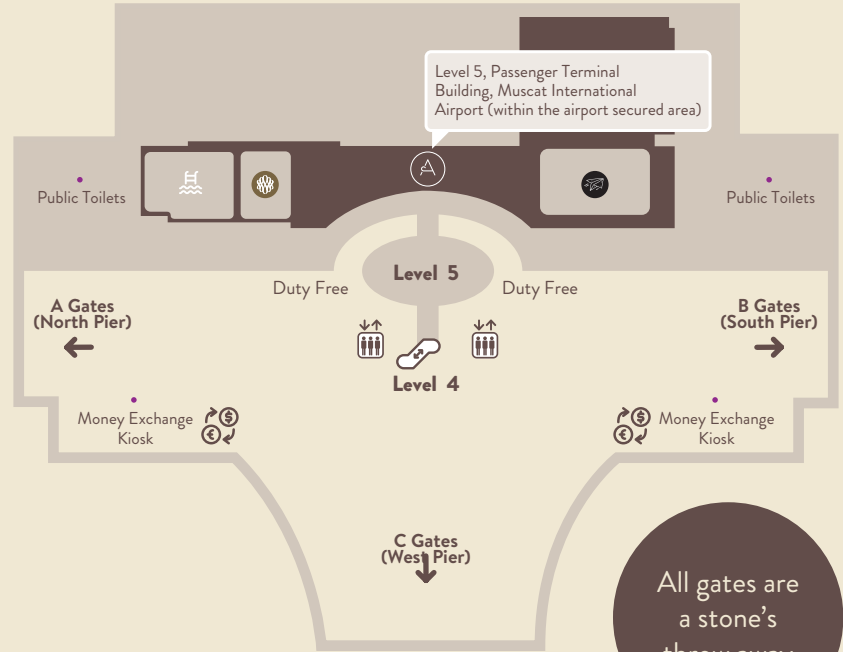 Level 5, Passenger Terminal
Building, Muscat International
Airport (within the airport secured area)
Public Toilets
Public Toilets
Level 5
Duty Free
Duty Free
A Gates
(North Pier)
B Gates
(South Pier)
Level 4
Money Exchange
Kiosk
$
€
$
€
Money Exchange
Kiosk
C Gates
(West Pier)
All gates are
a stone's
throw away